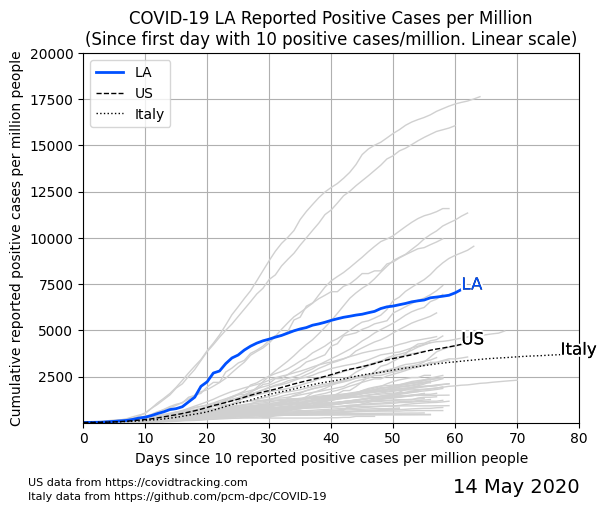 COVID-19 LA Reported Positive Cases per Million
(Since first day with 10 positive cases/million. Linear scale)
Cumulative reported positive cases per million people
20000
17500
15000
12500
10000
7500
5000
2500
LA
US
Italy
LA
US
Italy
0 10 20 30 40 50 60 70 80
Days since 10 reported positive cases per million people
US data from https://covidtracking.com
Italy data from https://github.com/pcm-dpc/COVID-19
14 May 2020